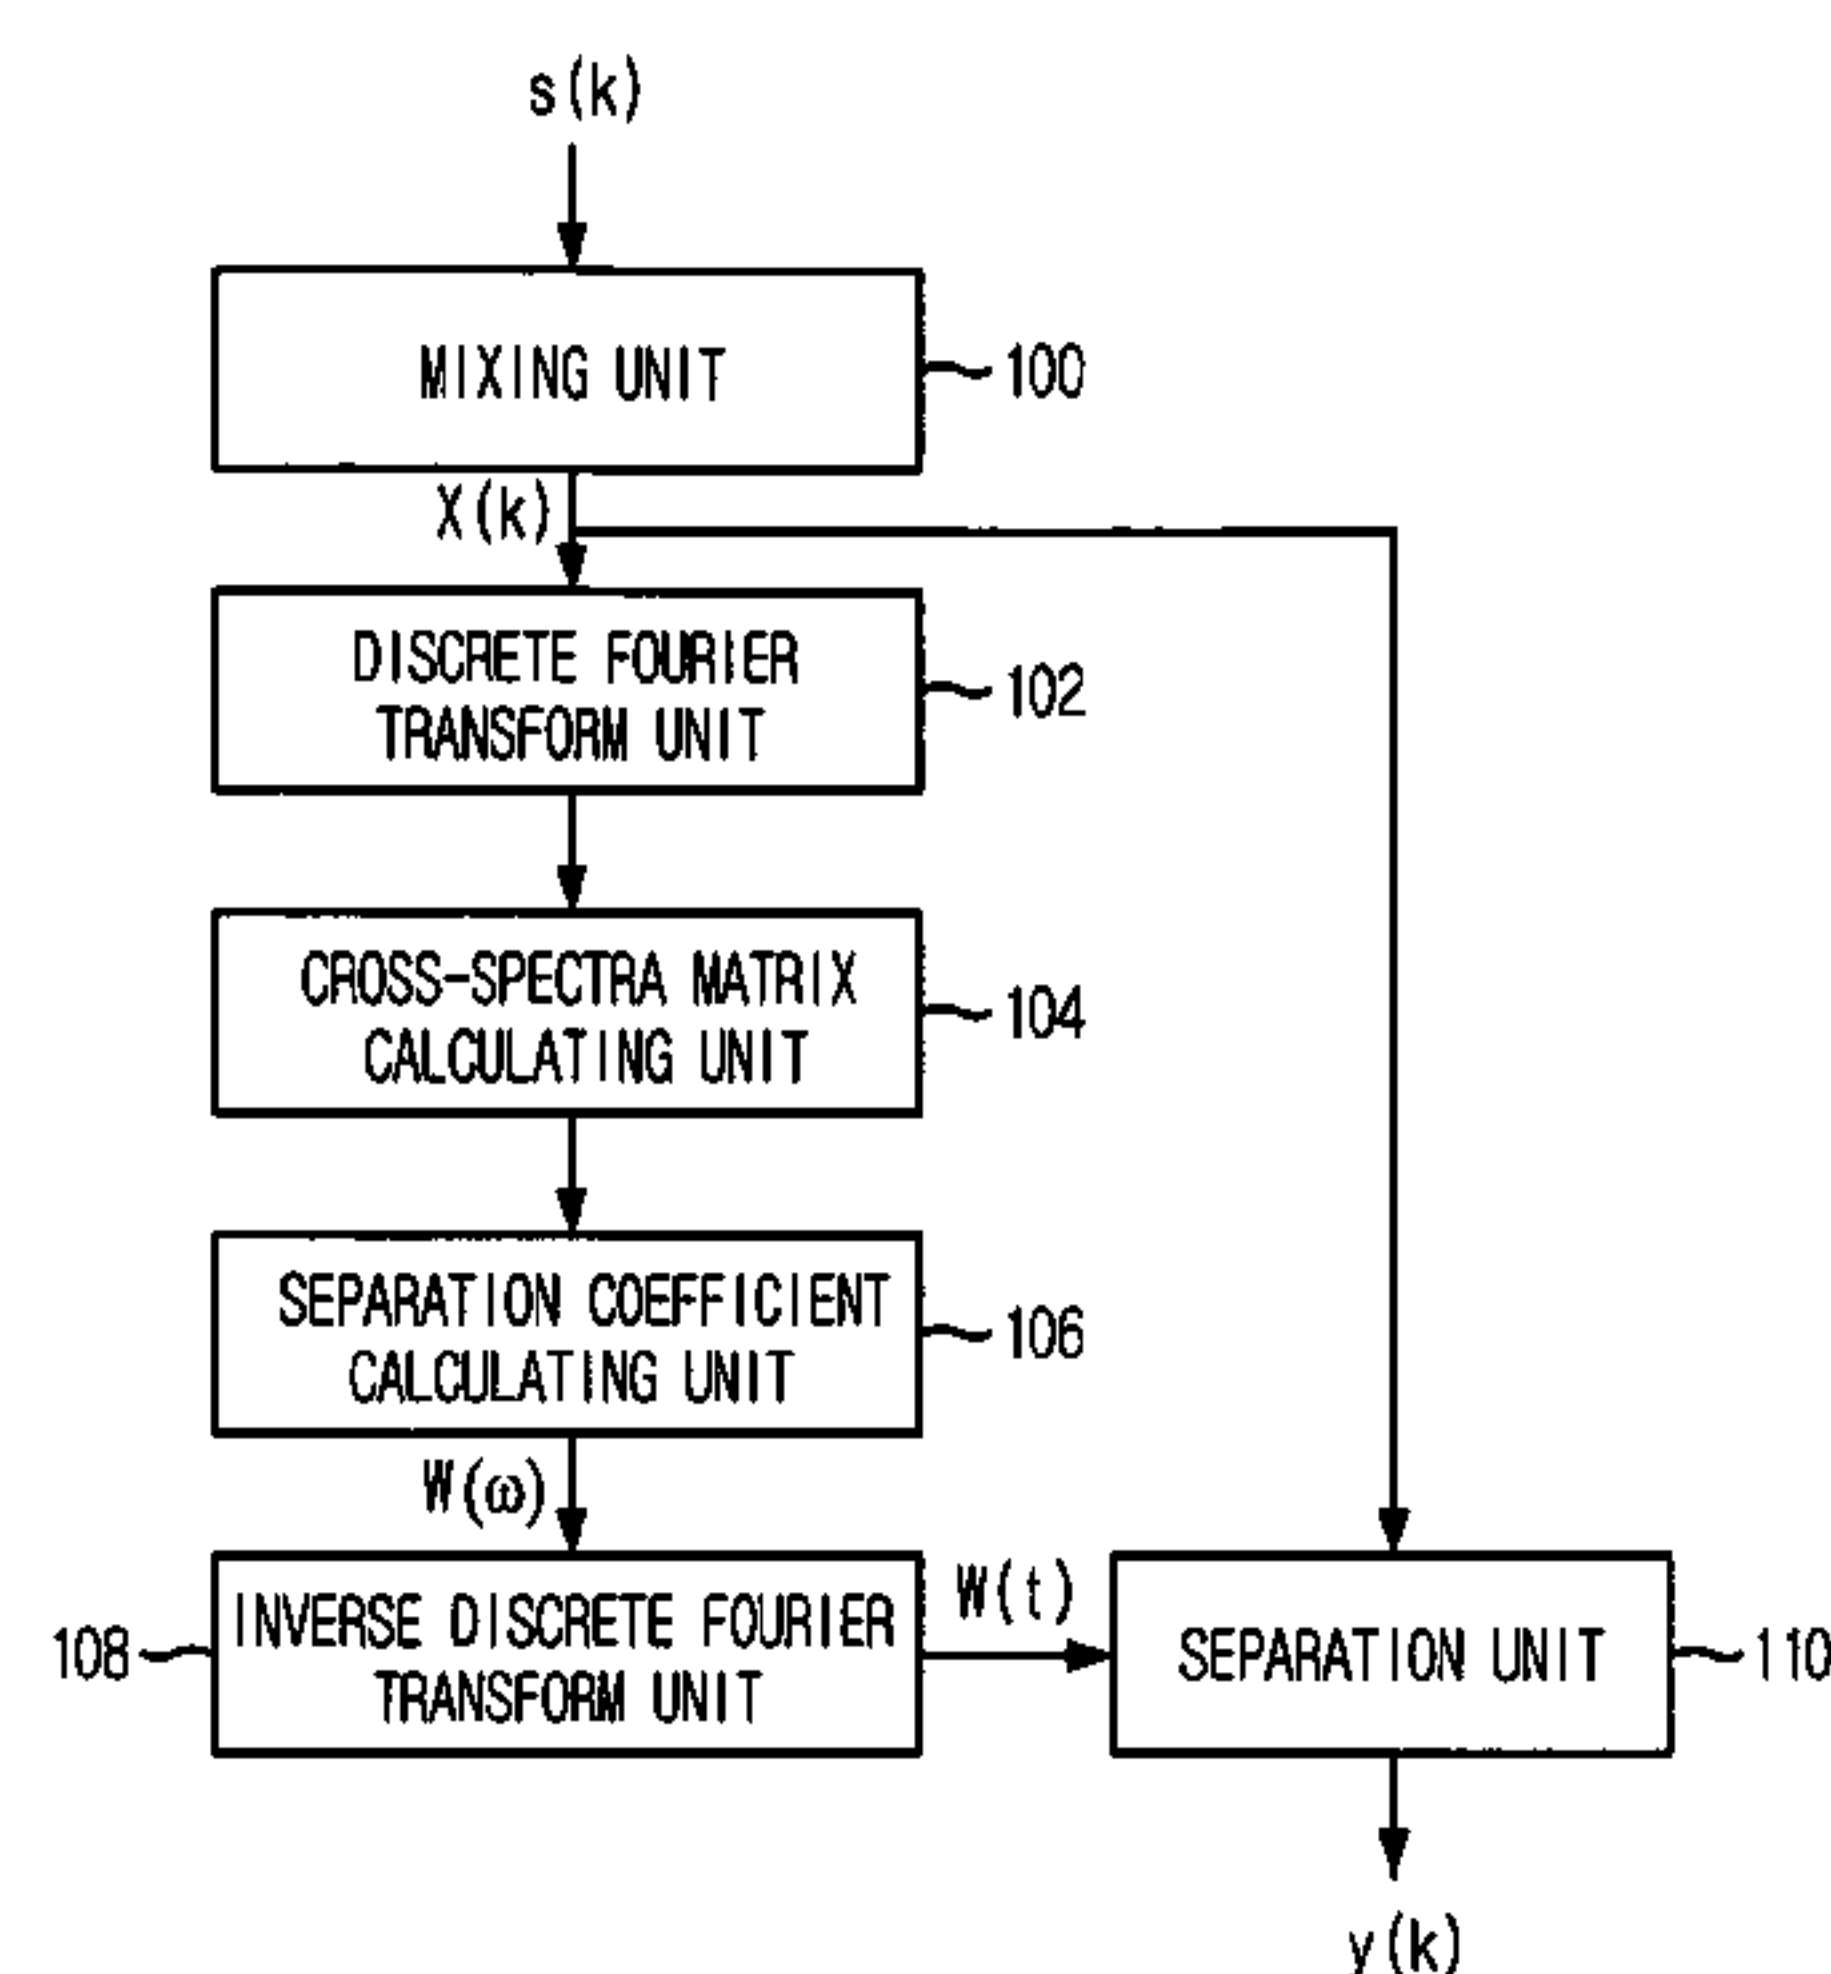 s(k)
MIXING UNIT
100
X(k)
DISCRETE FOURIER
TRANSFORM UNIT
102
CROSS-SPECTRA MATRIX
CALCULATING UNIT
104
SEPARATION COEFFICIENT
CALCULATING UNIT
106
W(ω)
108
INVERSE DISCRETE FOURIER
TRANSFORM UNIT
W(t)
SEPARATION UNIT
110
y(k)